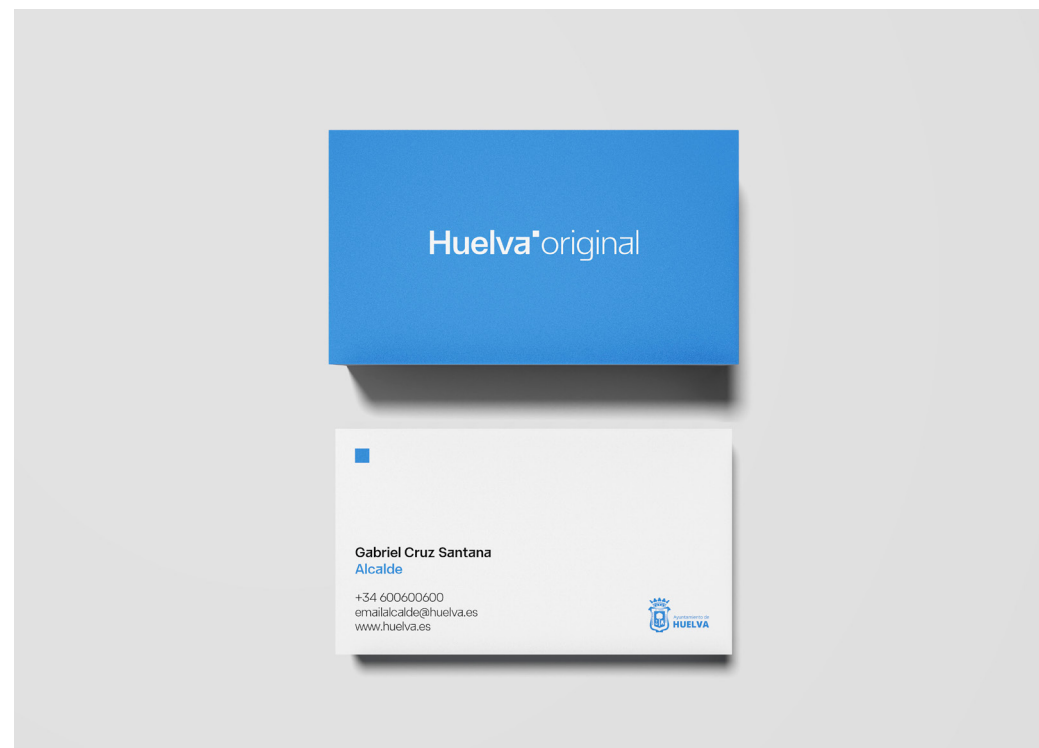 Huelva original
Gabriel Cruz Santana
Alcalde
+34 600600600
emailalcalde@huelva.es
www.huelva.es
Ayuntamiento de
HUELVA